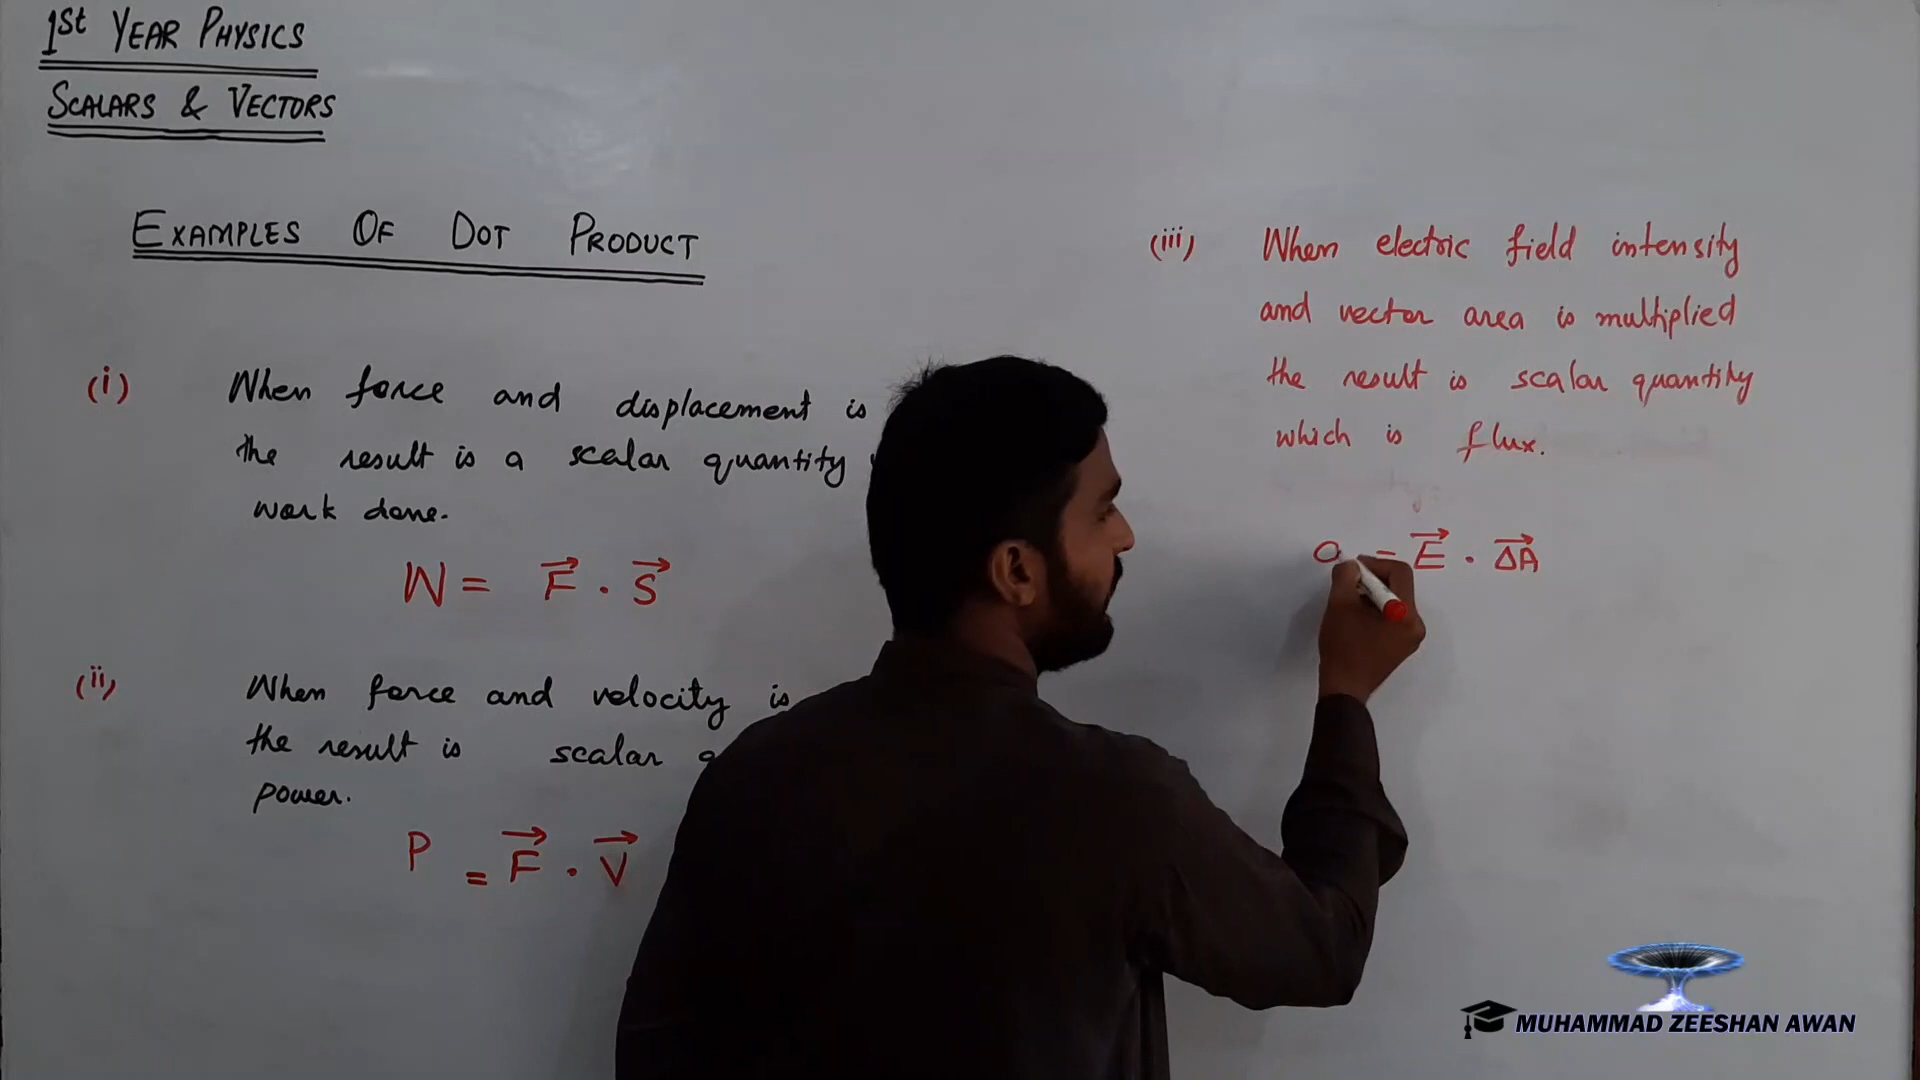 1st YEAR PHYSICS
SCALARS & VECTORS
EXAMPLES OF DOT PRODUCT
(i) When force and displacement is
the result is a scalar quantity
work done.
W = F⃗ . S⃗
(ii) When force and velocity is
the result is scalar
power.
P = F⃗ . V⃗
(iii) When electric field intensity
and vector area is multiplied
the result is scalar quantity
which is flux.
= E⃗ . ΔA⃗
MUHAMMAD ZEESHAN AWAN